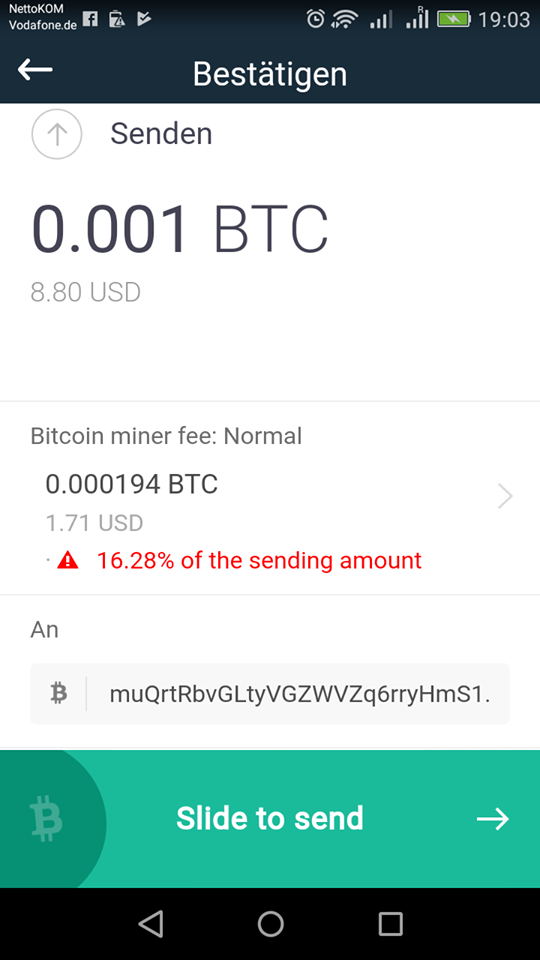 NettoKOM
Vodafone.de
R
19:03
Bestätigen
Senden
0.001 BTC
8.80 USD
Bitcoin miner fee: Normal
0.000194 BTC
1.71 USD
· 16.28% of the sending amount
An
muQrtRbvGLtyVGZWVZq6rryHmS1.
Slide to send